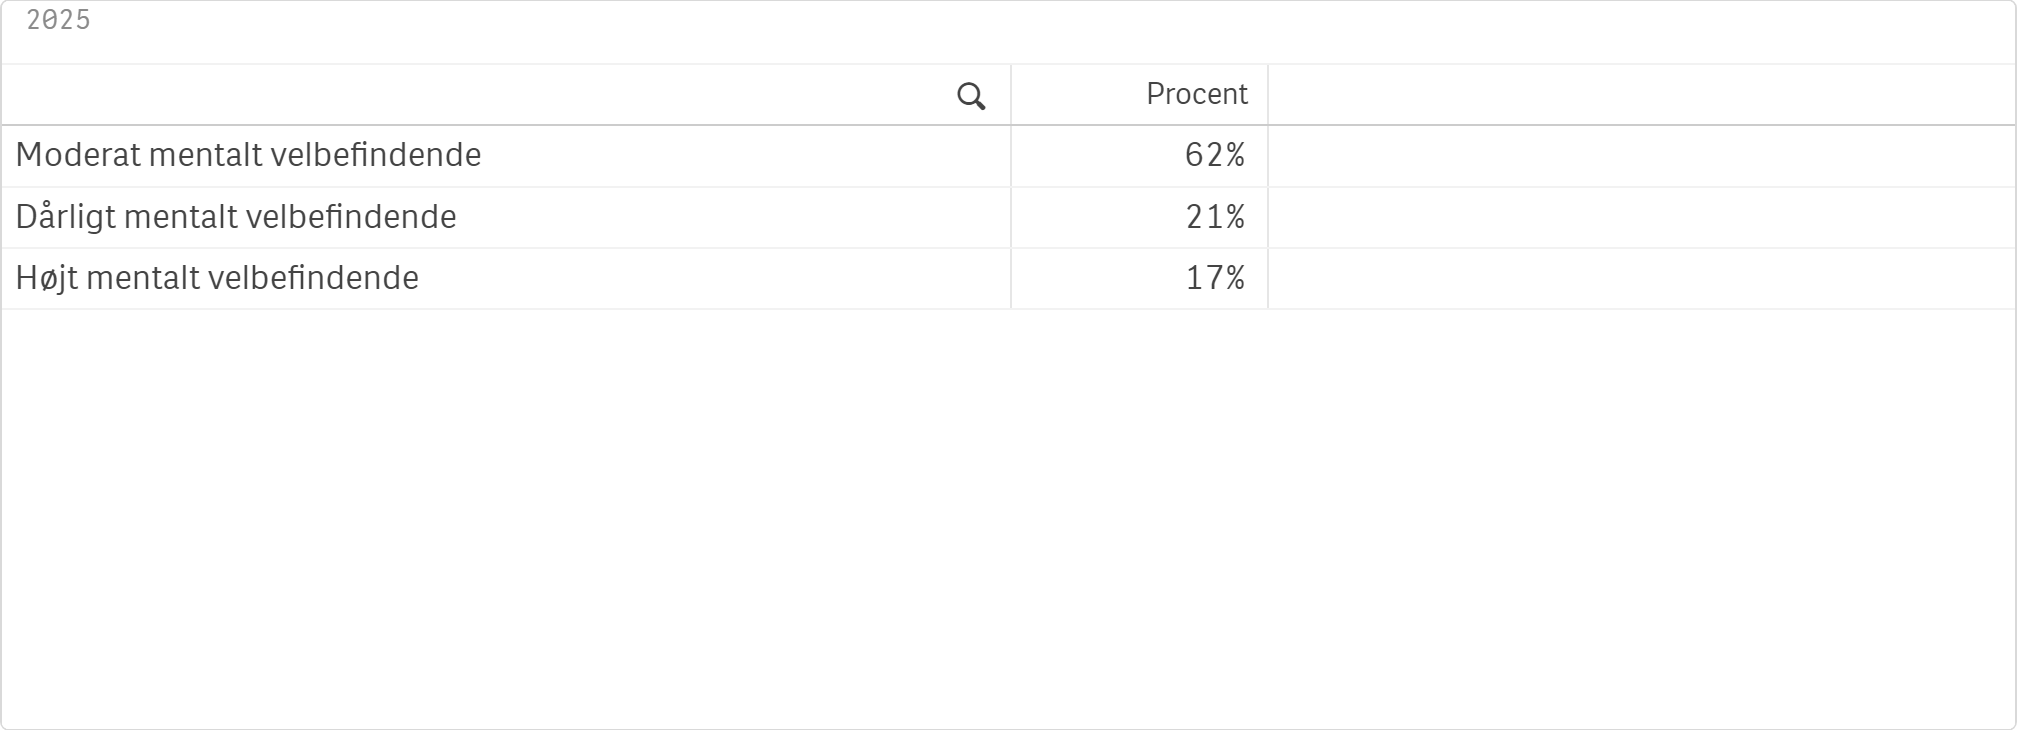 2025
Procent
Moderat mentalt velbefindende 62%
Dårligt mentalt velbefindende 21%
Højt mentalt velbefindende 17%